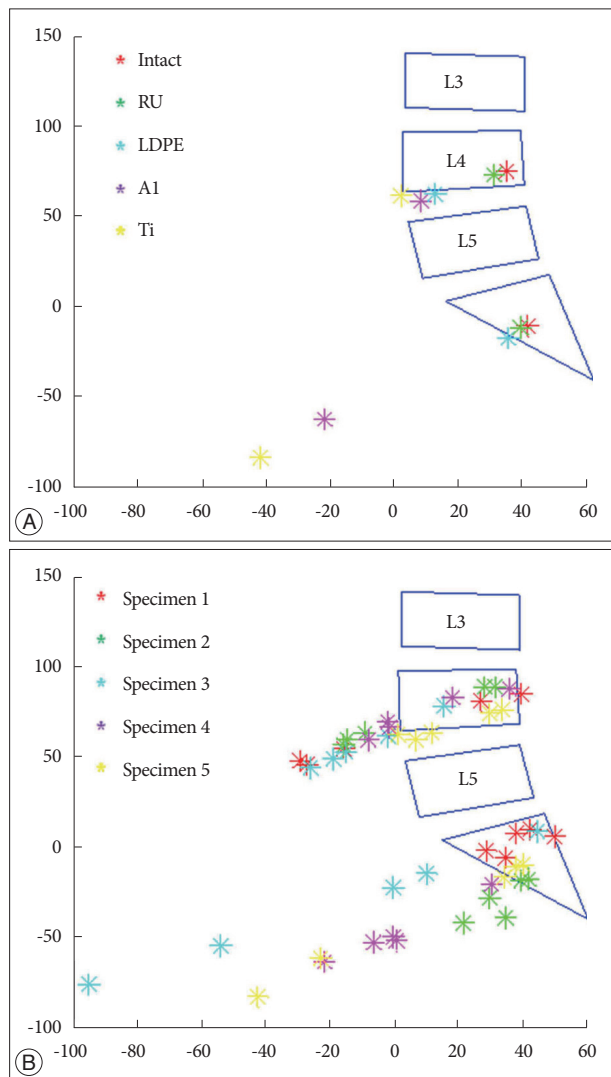 150
100
50
0
-50
-100
-100 -80 -60 -40 -20 0 20 40 60
Intact
RU
LDPE
A1
Ti
L3
L4
L5
A
150
100
50
0
-50
-100
-100 -80 -60 -40 -20 0 20 40 60
Specimen 1
Specimen 2
Specimen 3
Specimen 4
Specimen 5
L3
L5
B